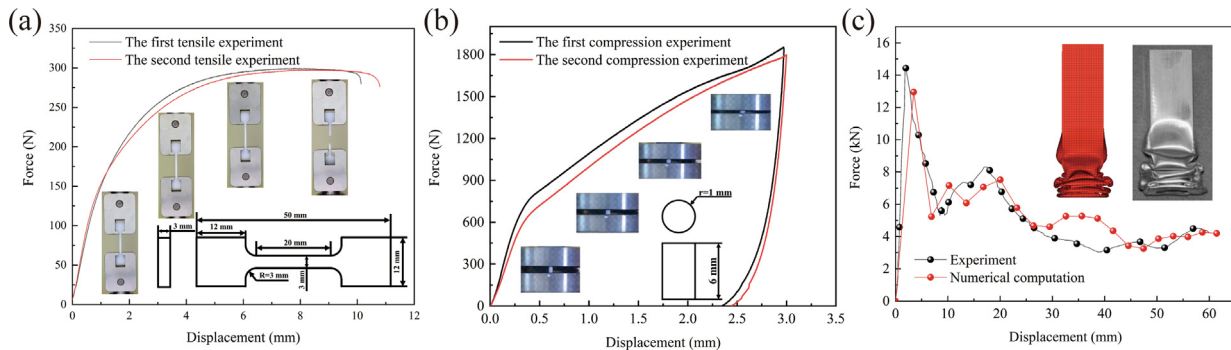 (a)
350
300
250
200
150
100
50
0
Force (N)
0
2
4
6
8
10
12
Displacement (mm)
The first tensile experiment
The second tensile experiment
50 mm
3 mm
12 mm
20 mm
R=3 mm
3 mm
12 mm
(b)
1800
1440
1080
720
360
0
Force (N)
0.0
0.5
1.0
1.5
2.0
2.5
3.0
3.5
Displacement (mm)
The first compression experiment
The second compression experiment
r=1 mm
6 mm
(c)
16
14
12
10
8
6
4
2
0
Force (kN)
0
10
20
30
40
50
60
Displacement (mm)
Experiment
Numerical computation